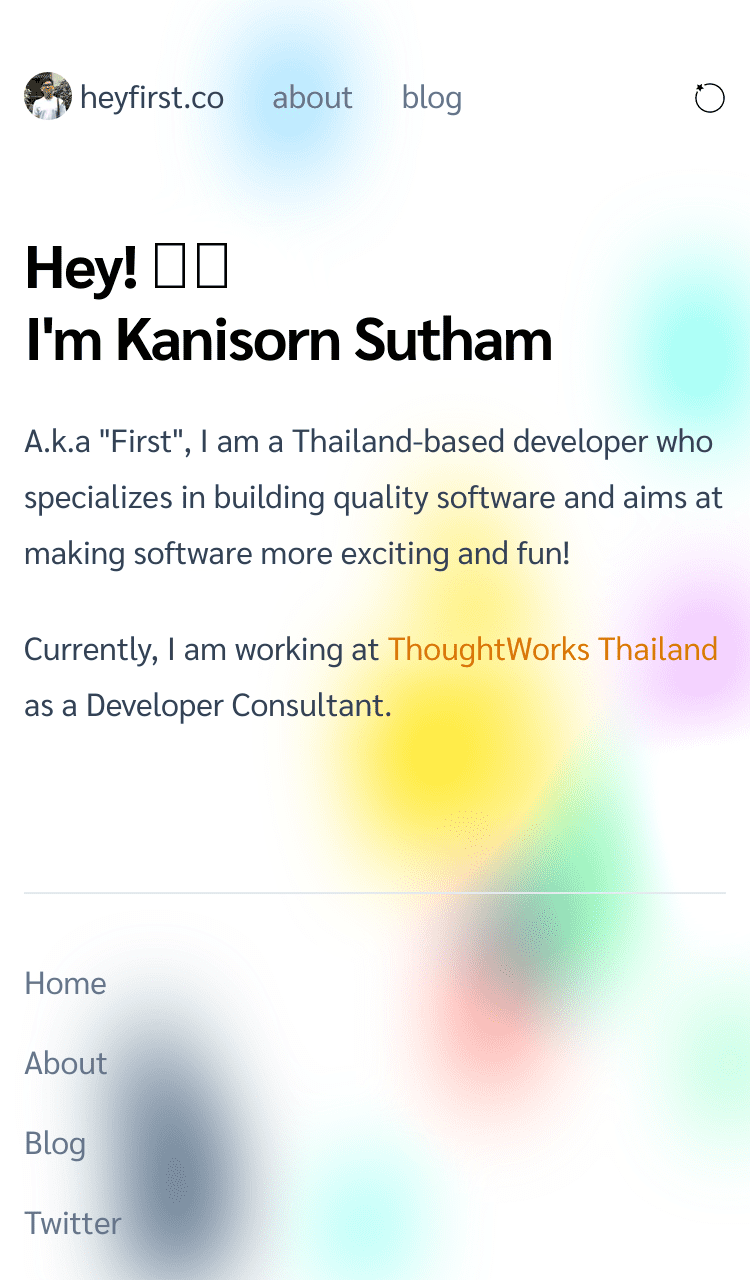 heyfirst.co about blog
Hey!
I'm Kanisorn Sutham
A.k.a "First", I am a Thailand-based developer who
specializes in building quality software and aims at
making software more exciting and fun!
Currently, I am working at ThoughtWorks Thailand
as a Developer Consultant.
Home
About
Blog
Twitter